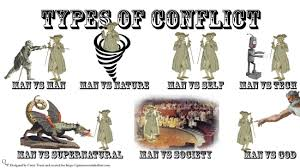 TYPES OF CONFLICT
MAN VS MAN
MAN VS NATURE
MAN VS SELF
MAN VS TECH
MAN VS SUPERNATURAL
MAN VS SOCIETY
MAN VS GOD